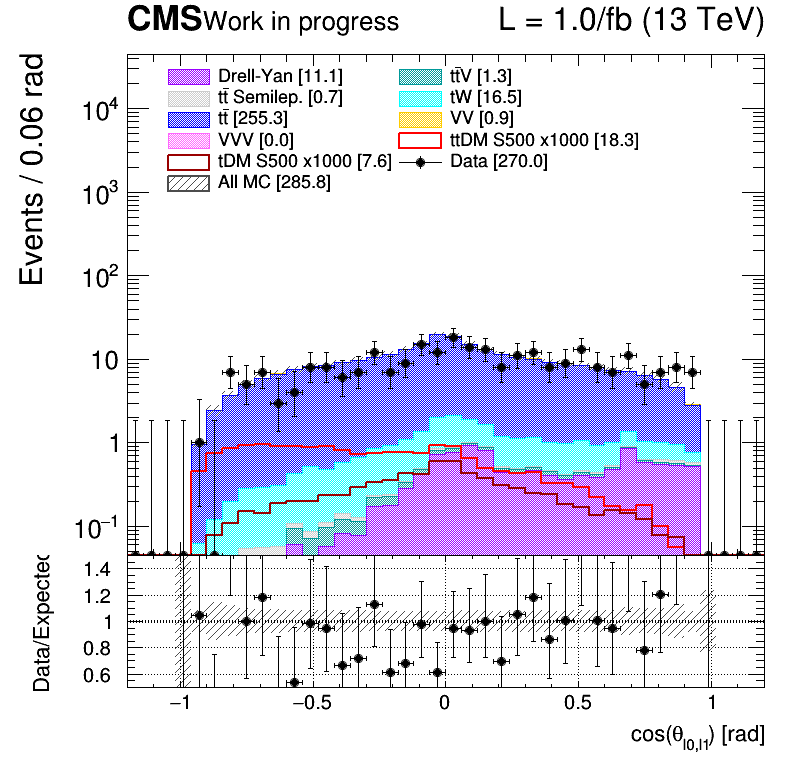 CMS Work in progress L = 1.0/fb (13 TeV)
Events / 0.06 rad
Drell-Yan [11.1] tt̄V [1.3]
tt̄ Semilep. [0.7] tW [16.5]
tt̄ [255.3] VV [0.9]
VVV [0.0] ttDM S500 x1000 [18.3]
tDM S500 x1000 [7.6] Data [270.0]
All MC [285.8]
10⁴
10³
10²
10
1
10⁻¹
Data/Expected
1.4
1.2
1
0.8
0.6
−1 −0.5 0 0.5 1
cos(θ_l0,l1) [rad]